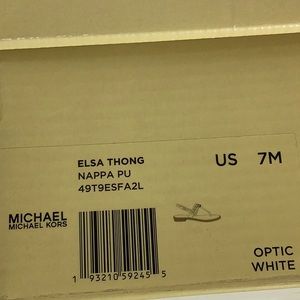 ELSA THONG
NAPPA PU
49T9ESFA2L
US 7M
MICHAEL
MICHAEL KORS
1 93210 59245 5
OPTIC
WHITE